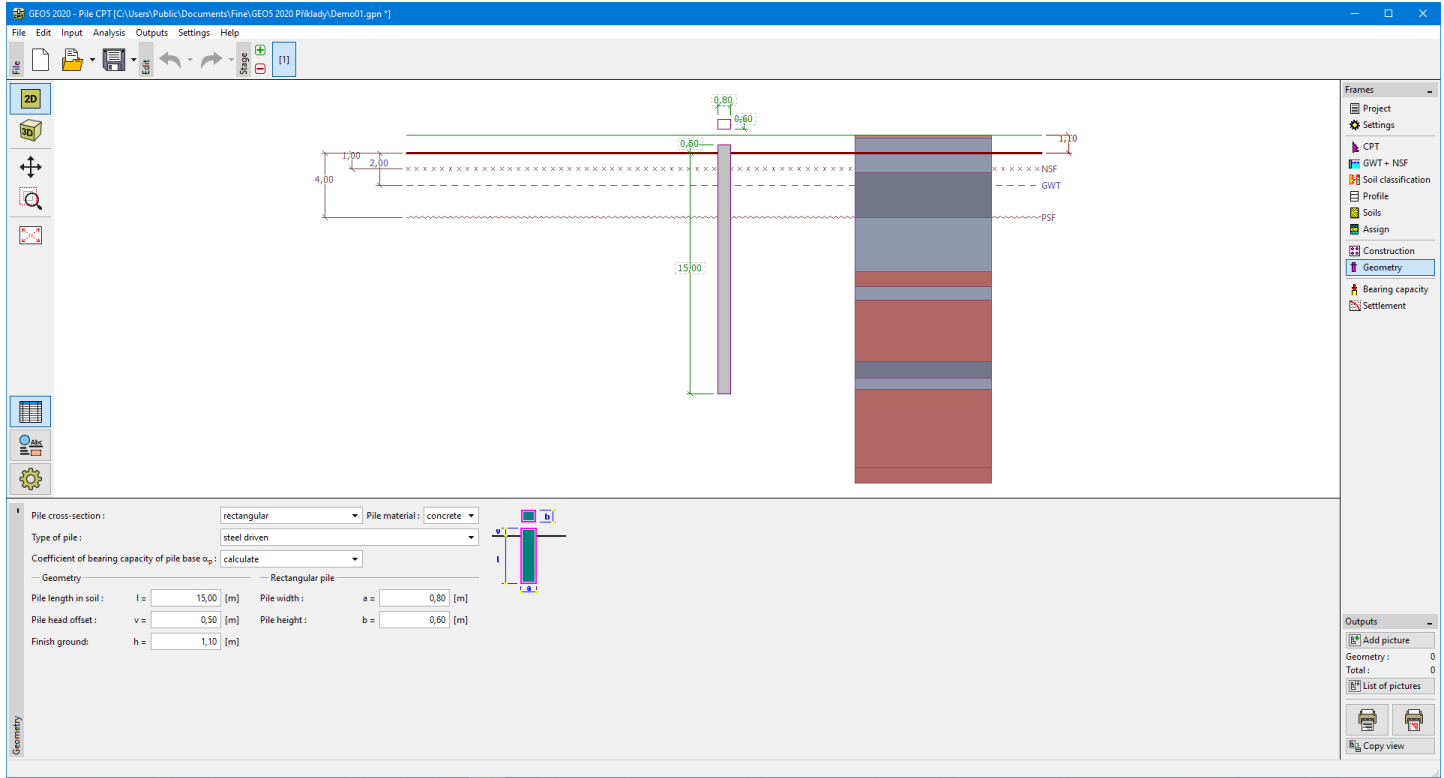 GEO5 2020 - Pile CPT [C:\Users\Public\Documents\Fine\GEO5 2020 Příklady\Demo01.gpn *]
File Edit Input Analysis Outputs Settings Help
File
Edit
Stage
[1]
2D
3D
Abc
0,80
0,60
0,50
1,10
1,00
2,00
4,00
NSF
GWT
PSF
15,00
Frames
Project
Settings
CPT
GWT + NSF
Soil classification
Profile
Soils
Assign
Construction
Geometry
Bearing capacity
Settlement
Outputs
Add picture
Geometry : 0
Total : 0
List of pictures
Copy view
Geometry
Pile cross-section : rectangular Pile material : concrete
Type of pile : steel driven
Coefficient of bearing capacity of pile base αp : calculate
Geometry Rectangular pile
Pile length in soil : l = 15,00 [m] Pile width : a = 0,80 [m]
Pile head offset : v = 0,50 [m] Pile height : b = 0,60 [m]
Finish ground: h = 1,10 [m]
b
v
l
a